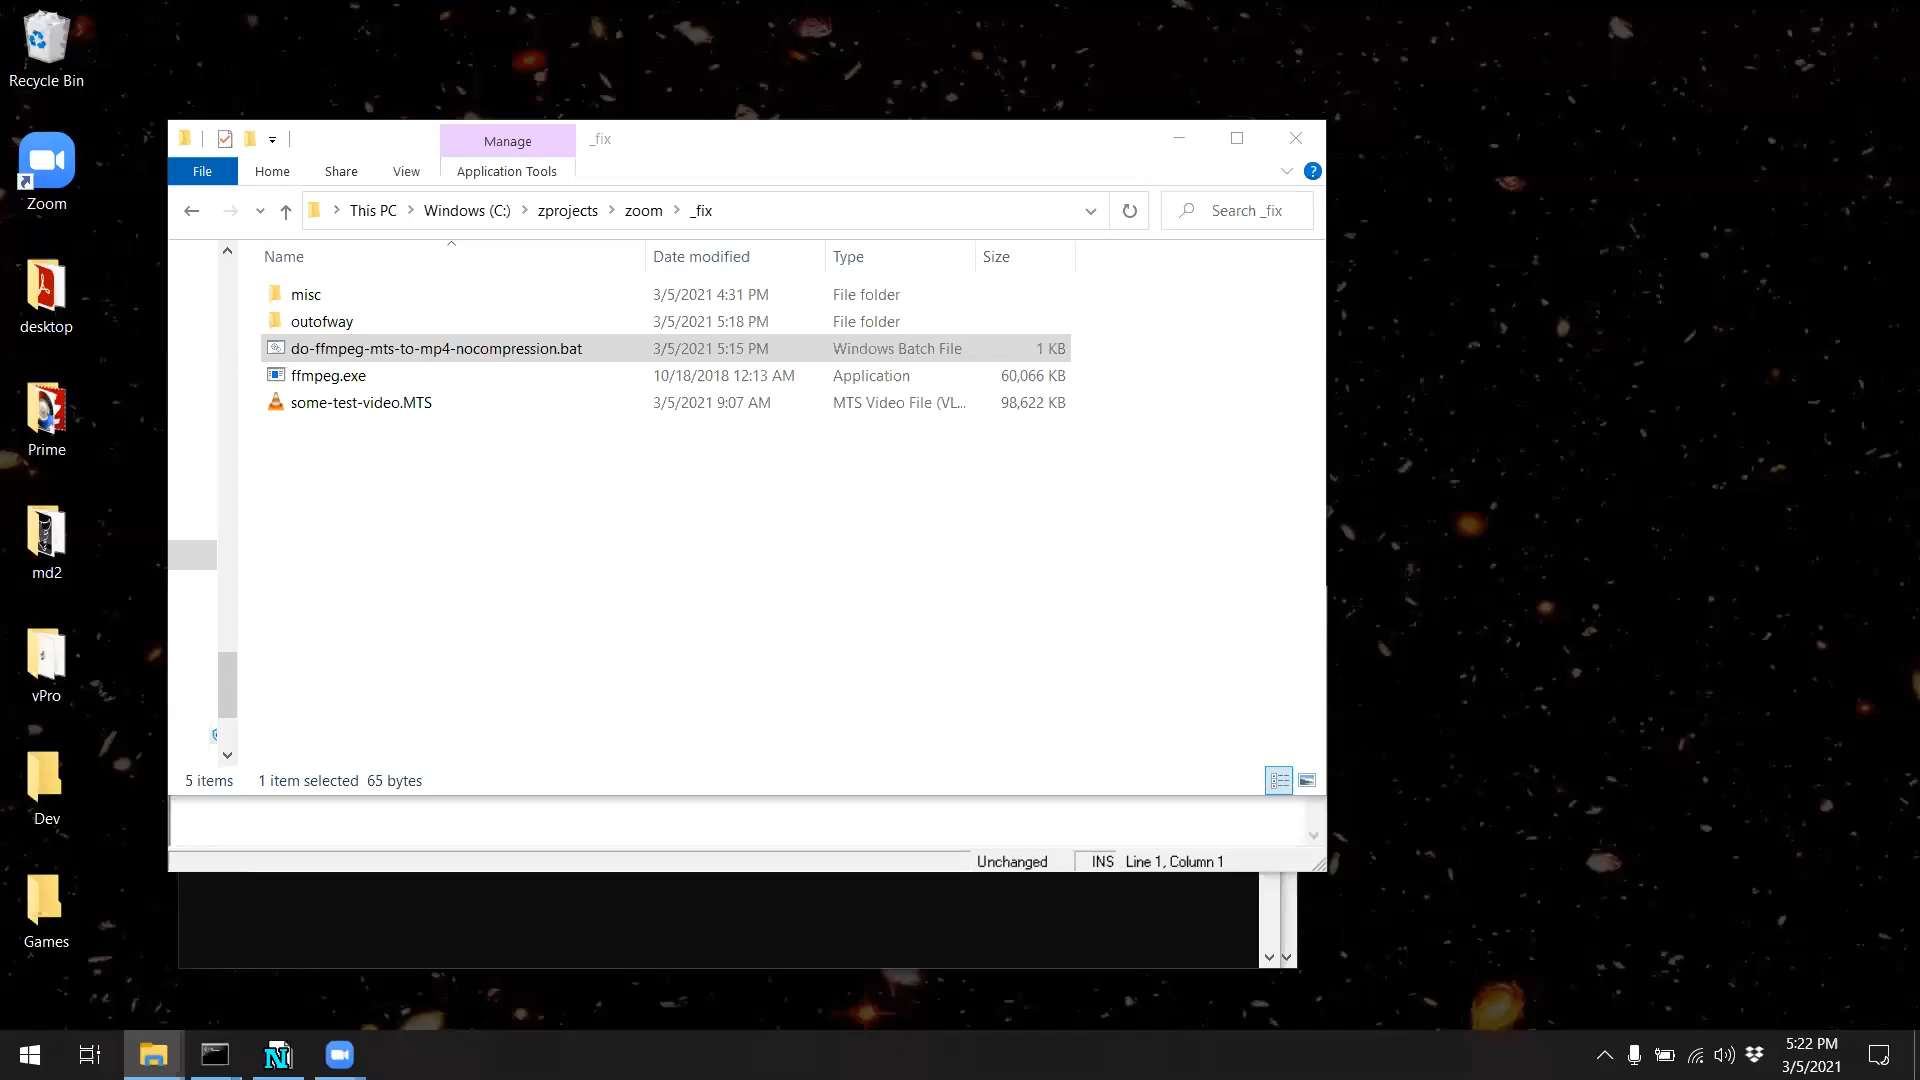 Recycle Bin
Zoom
desktop
Prime
md2
vPro
Dev
Games
Manage
_fix
File
Home
Share
View
Application Tools
?
This PC
Windows (C:)
zprojects
zoom
_fix
Search _fix
Name
Date modified
Type
Size
misc 3/5/2021 4:31 PM File folder
outofway 3/5/2021 5:18 PM File folder
do-ffmpeg-mts-to-mp4-nocompression.bat 3/5/2021 5:15 PM Windows Batch File 1 KB
ffmpeg.exe 10/18/2018 12:13 AM Application 60,066 KB
some-test-video.MTS 3/5/2021 9:07 AM MTS Video File (VL... 98,622 KB
5 items 1 item selected 65 bytes
Unchanged INS Line 1, Column 1
N
5:22 PM
3/5/2021